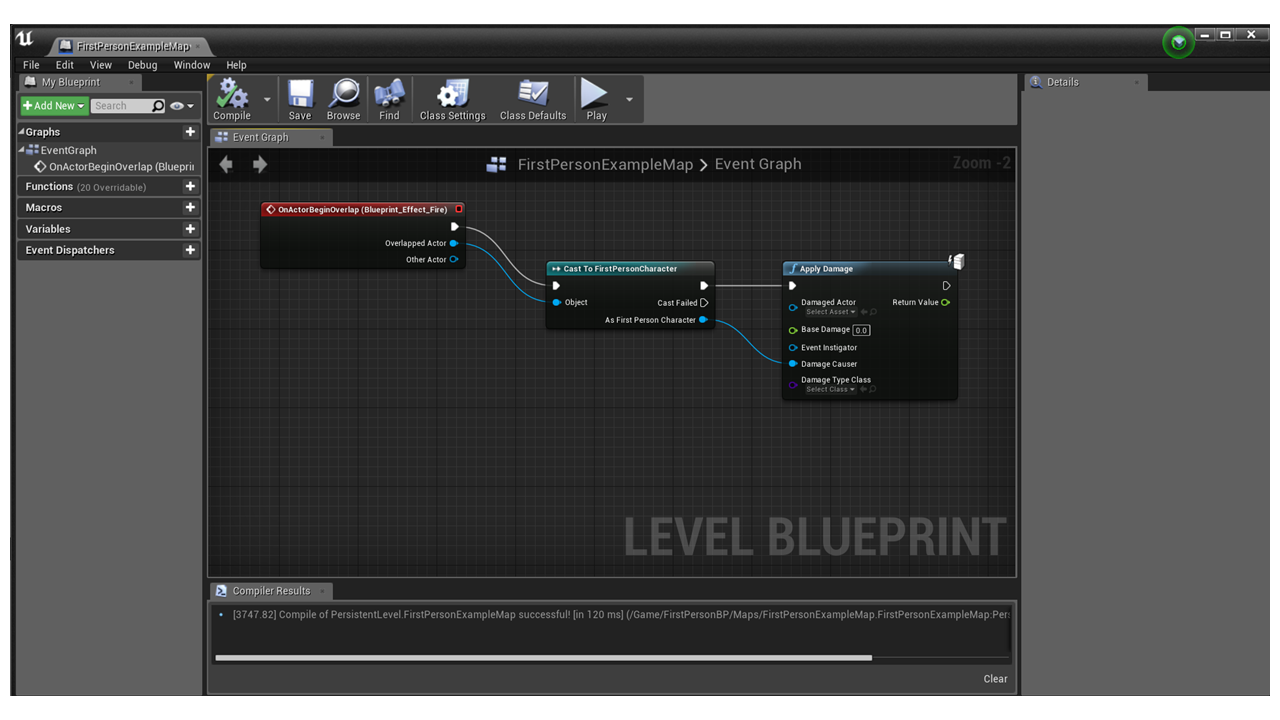 FirstPersonExampleMap
File Edit View Debug Window Help
My Blueprint
Details
Add New
Search
Compile
Save
Browse
Find
Class Settings
Class Defaults
Play
Graphs
EventGraph
OnActorBeginOverlap (Blueprin
Functions (20 Overridable)
Macros
Variables
Event Dispatchers
Event Graph
FirstPersonExampleMap > Event Graph
Zoom -2
OnActorBeginOverlap (Blueprint_Effect_Fire)
Overlapped Actor
Other Actor
Cast To FirstPersonCharacter
Object
Cast Failed
As First Person Character
Apply Damage
Damaged Actor
Select Asset
Return Value
Base Damage 0.0
Event Instigator
Damage Causer
Damage Type Class
Select Class
LEVEL BLUEPRINT
Compiler Results
[3747.82] Compile of PersistentLevel.FirstPersonExampleMap successful! [in 120 ms] (/Game/FirstPersonBP/Maps/FirstPersonExampleMap.FirstPersonExampleMap:Per
Clear